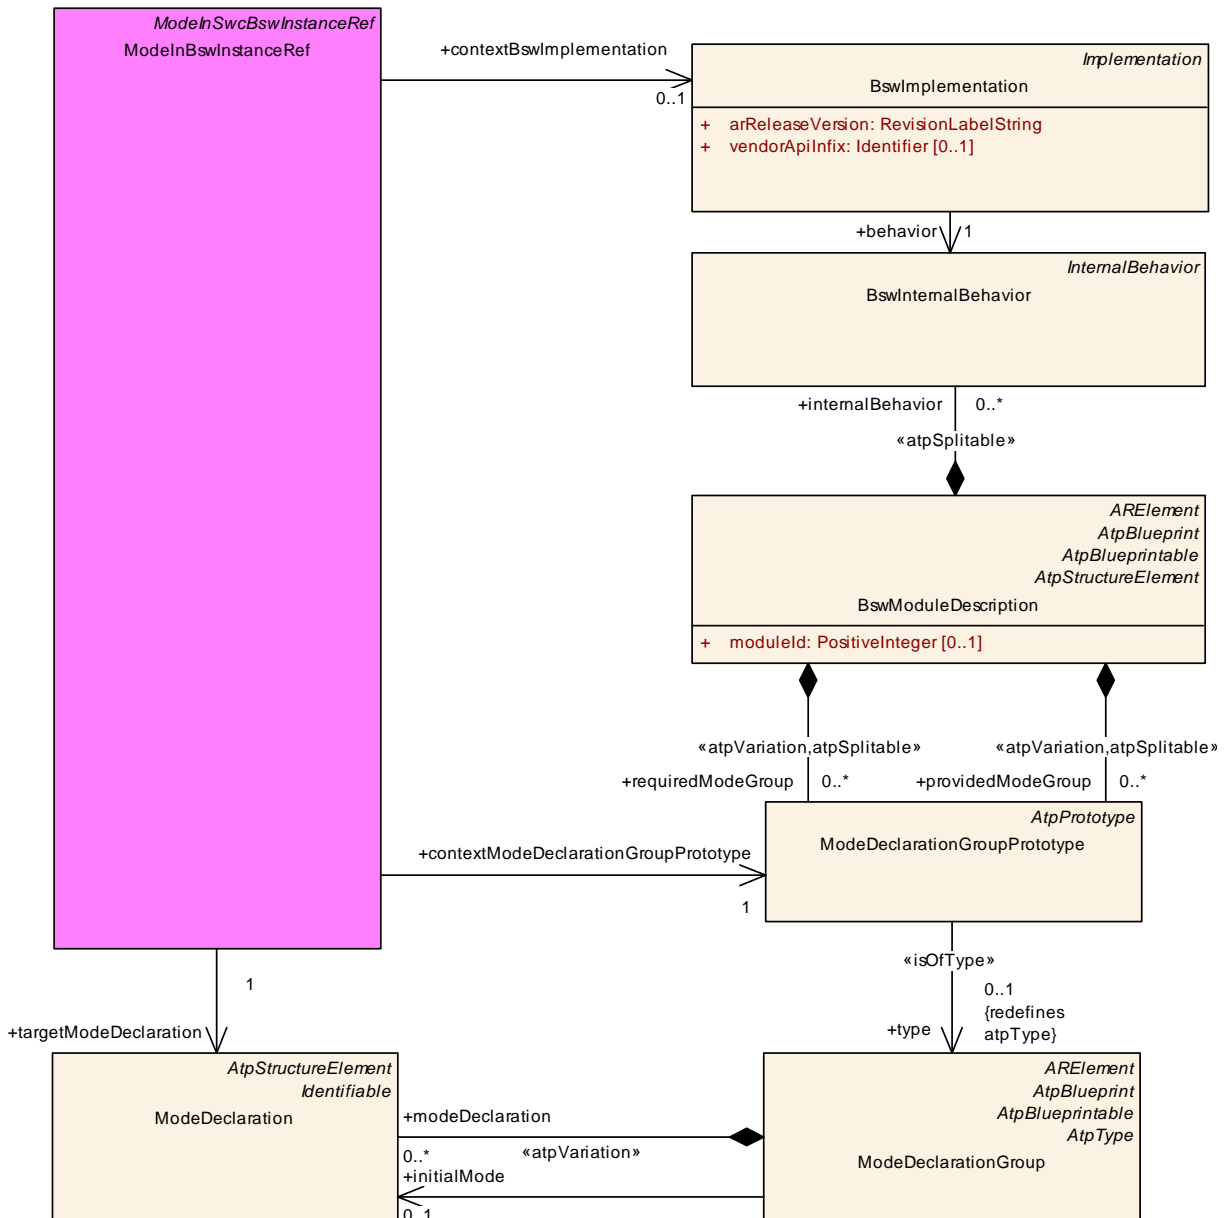 ModeInSwcBswInstanceRef
ModeInBswInstanceRef
+contextBswImplementation
0..1
Implementation
BswImplementation
+ arReleaseVersion: RevisionLabelString
+ vendorApiInfix: Identifier [0..1]
+behavior
1
InternalBehavior
BswInternalBehavior
+internalBehavior
0..*
«atpSplitable»
ARElement
AtpBlueprint
AtpBlueprintable
AtpStructureElement
BswModuleDescription
+ moduleId: PositiveInteger [0..1]
«atpVariation,atpSplitable»
«atpVariation,atpSplitable»
+requiredModeGroup
0..*
+providedModeGroup
0..*
AtpPrototype
ModeDeclarationGroupPrototype
+contextModeDeclarationGroupPrototype
1
«isOfType»
0..1
{redefines
atpType}
+type
1
+targetModeDeclaration
AtpStructureElement
Identifiable
ModeDeclaration
+modeDeclaration
0..*
«atpVariation»
+initialMode
0..1
ARElement
AtpBlueprint
AtpBlueprintable
AtpType
ModeDeclarationGroup